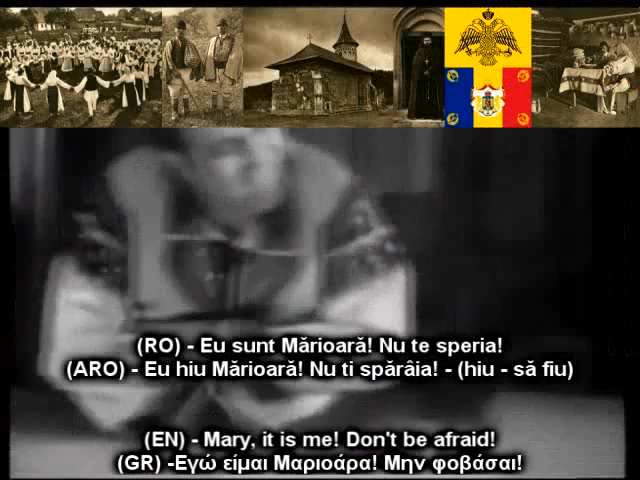 (RO) - Eu sunt Mărioară! Nu te speria!
(ARO) - Eu hiu Mărioară! Nu ti spărâia! - (hiu - să fiu)
(EN) - Mary, it is me! Don't be afraid!
(GR) -Εγώ είμαι Μαριοάρα! Μην φοβάσαι!